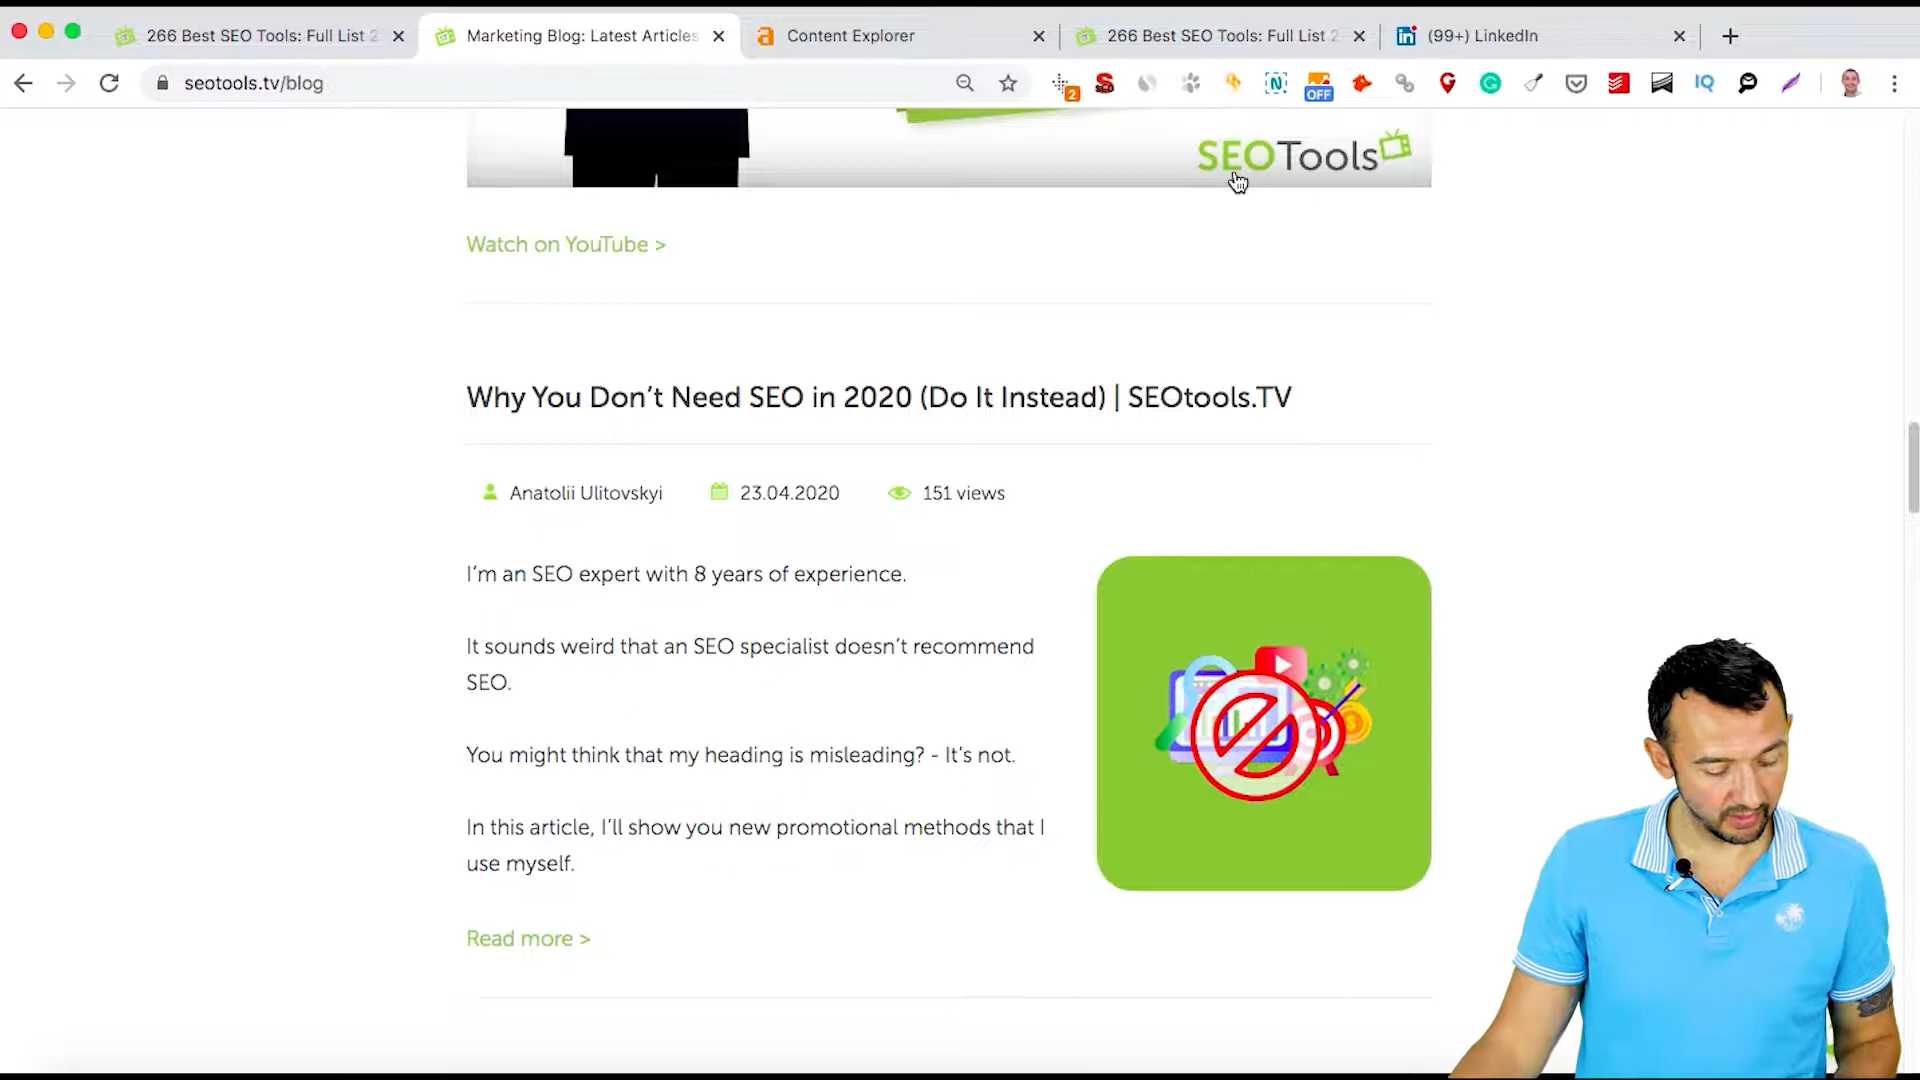 266 Best SEO Tools: Full List 2
Marketing Blog: Latest Articles
Content Explorer
266 Best SEO Tools: Full List 2
(99+) LinkedIn
seotools.tv/blog
2
OFF
IQ
SEOTools
Watch on YouTube >
Why You Don’t Need SEO in 2020 (Do It Instead) | SEOtools.TV
Anatolii Ulitovskyi
23.04.2020
151 views
I’m an SEO expert with 8 years of experience.
It sounds weird that an SEO specialist doesn’t recommend
SEO.
You might think that my heading is misleading? - It’s not.
In this article, I’ll show you new promotional methods that I
use myself.
Read more >